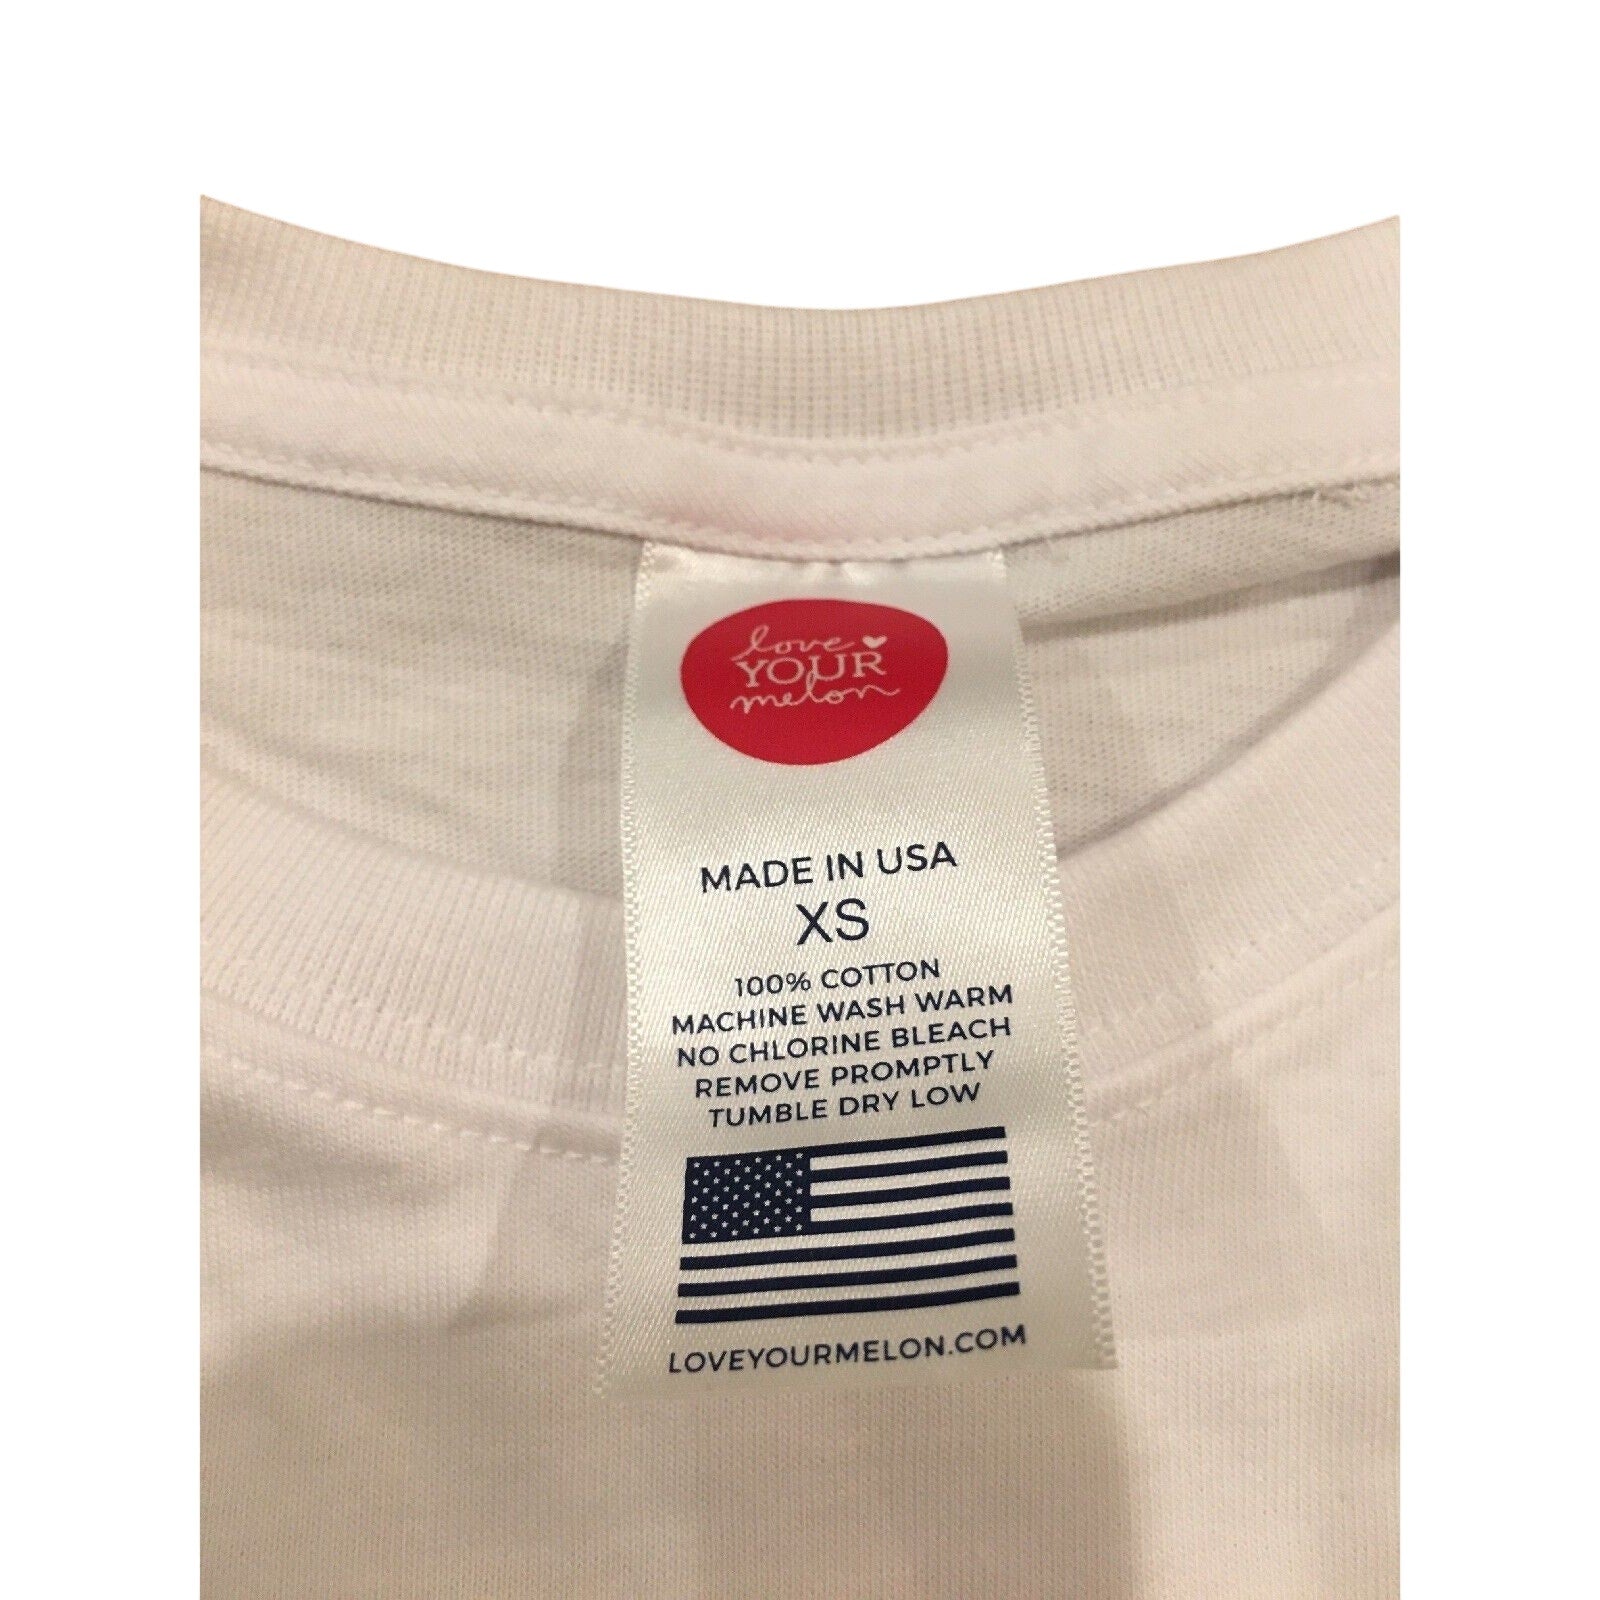 love
YOUR
melon
MADE IN USA
XS
100% COTTON
MACHINE WASH WARM
NO CHLORINE BLEACH
REMOVE PROMPTLY
TUMBLE DRY LOW
LOVEYOURMELON.COM